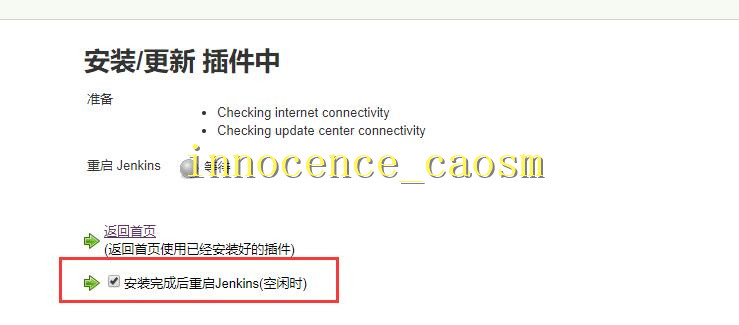 安装/更新 插件中
准备
Checking internet connectivity
Checking update center connectivity
重启 Jenkins
等待
innocence_caosm
返回首页
(返回首页使用已经安装好的插件)
安装完成后重启Jenkins(空闲时)